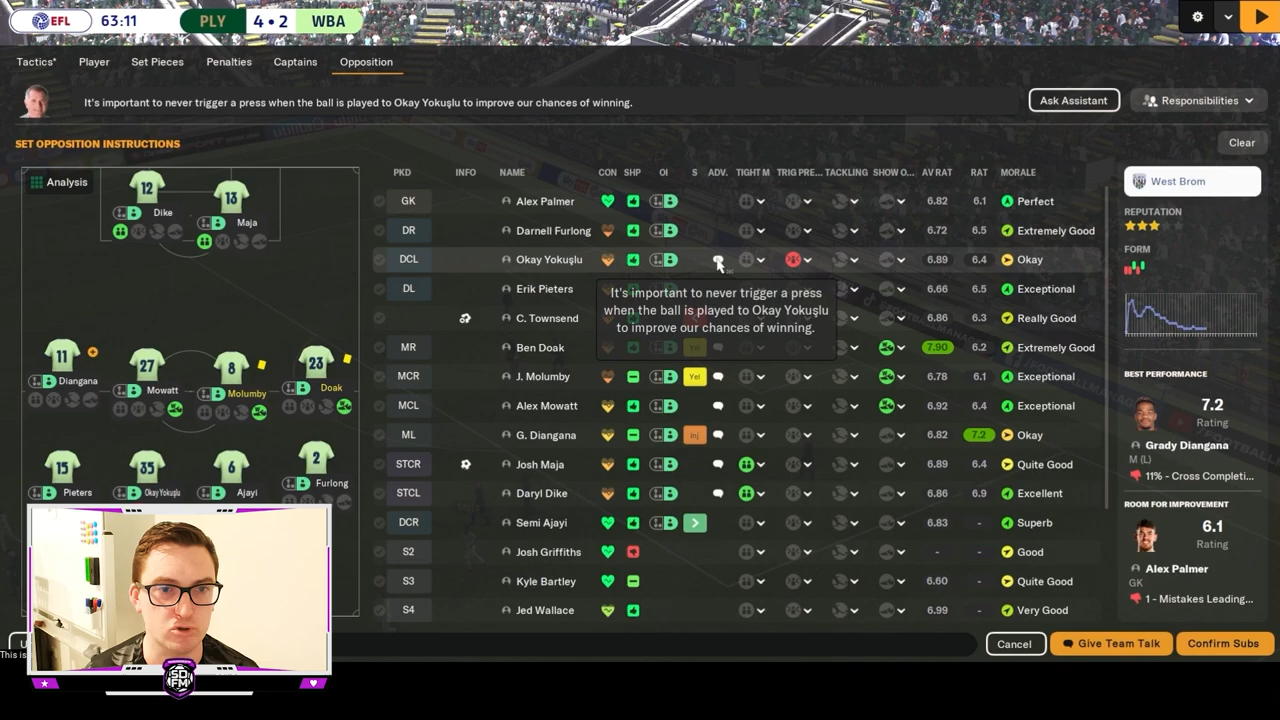 EFL 63:11 PLY 4 • 2 WBA
Tactics* Player Set Pieces Penalties Captains Opposition
It's important to never trigger a press when the ball is played to Okay Yokuşlu to improve our chances of winning. Ask Assistant Responsibilities
SET OPPOSITION INSTRUCTIONS Clear
Analysis
12
Dike
13
Maja
11
Diangana
27
Mowatt
8
Molumby
23
Doak
15
Pieters
35
Okay Yokuşlu
6
Ajayi
2
Furlong
PKD INFO NAME CON SHP OI S ADV. TIGHT M TRIG PRE... TACKLING SHOW O... AV RAT RAT MORALE
GK Alex Palmer 6.82 6.1 Perfect
DR Darnell Furlong 6.72 6.5 Extremely Good
DCL Okay Yokuşlu 6.89 6.4 Okay
DL Erik Pieters 6.66 6.5 Exceptional
C. Townsend 6.86 6.3 Really Good
MR Ben Doak Yel 7.90 6.2 Extremely Good
MCR J. Molumby Yel 6.78 6.1 Exceptional
MCL Alex Mowatt 6.92 6.4 Exceptional
ML G. Diangana Inj 6.82 7.2 Okay
STCR Josh Maja 6.89 6.4 Quite Good
STCL Daryl Dike 6.86 6.9 Excellent
DCR Semi Ajayi 6.83 - Superb
S2 Josh Griffiths - - Good
S3 Kyle Bartley 6.60 - Quite Good
S4 Jed Wallace 6.99 - Very Good
It's important to never trigger a press
when the ball is played to Okay Yokuşlu
to improve our chances of winning.
West Brom
REPUTATION
FORM
BEST PERFORMANCE
7.2
Rating
Grady Diangana
M (L)
11% - Cross Completi...
ROOM FOR IMPROVEMENT
6.1
Rating
Alex Palmer
GK
1 - Mistakes Leading...
Cancel Give Team Talk Confirm Subs
This is
SDFM